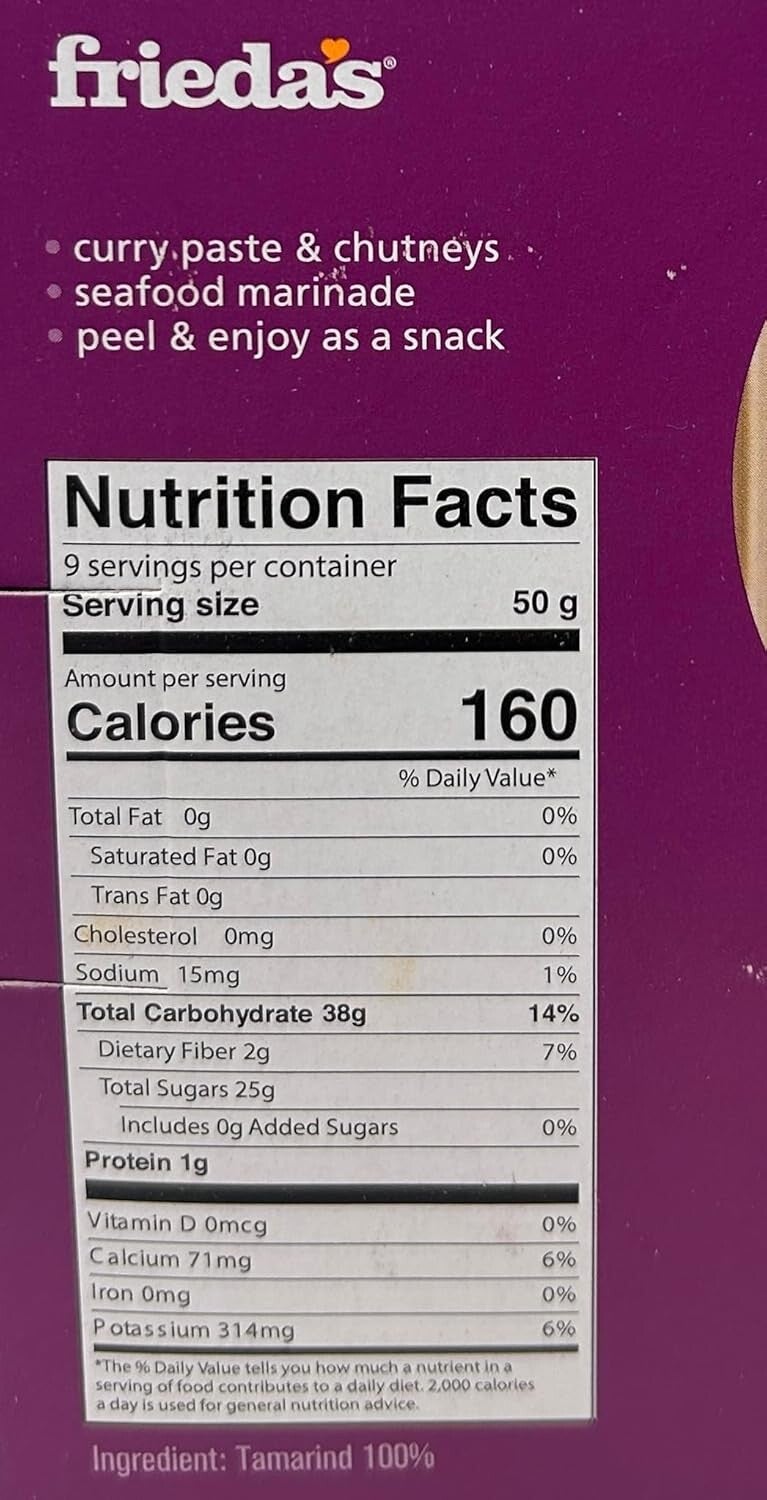 frieda's®
• curry paste & chutneys
• seafood marinade
• peel & enjoy as a snack
Nutrition Facts
9 servings per container
Serving size 50 g
Amount per serving
Calories 160
% Daily Value*
Total Fat 0g 0%
Saturated Fat 0g 0%
Trans Fat 0g
Cholesterol 0mg 0%
Sodium 15mg 1%
Total Carbohydrate 38g 14%
Dietary Fiber 2g 7%
Total Sugars 25g
Includes 0g Added Sugars 0%
Protein 1g
Vitamin D 0mcg 0%
Calcium 71mg 6%
Iron 0mg 0%
Potassium 314mg 6%
*The % Daily Value tells you how much a nutrient in a
serving of food contributes to a daily diet. 2,000 calories
a day is used for general nutrition advice.
Ingredient: Tamarind 100%